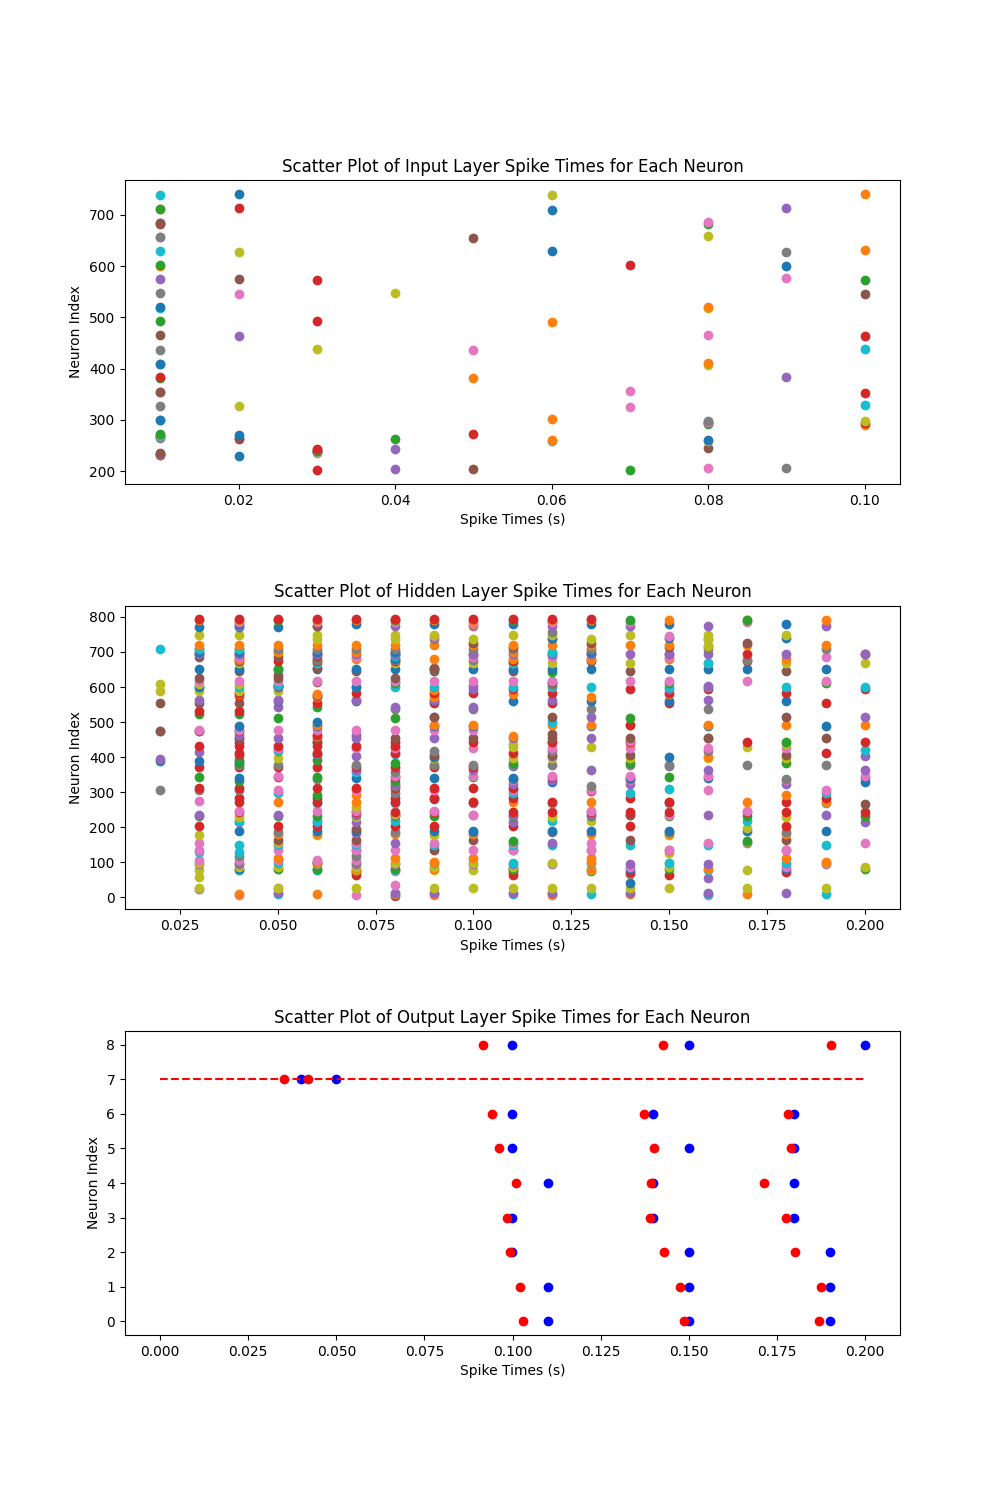 Scatter Plot of Input Layer Spike Times for Each Neuron
Neuron Index
700
600
500
400
300
200
0.02 0.04 0.06 0.08 0.10
Spike Times (s)
Scatter Plot of Hidden Layer Spike Times for Each Neuron
Neuron Index
800
700
600
500
400
300
200
100
0
0.025 0.050 0.075 0.100 0.125 0.150 0.175 0.200
Spike Times (s)
Scatter Plot of Output Layer Spike Times for Each Neuron
Neuron Index
8
7
6
5
4
3
2
1
0
0.000 0.025 0.050 0.075 0.100 0.125 0.150 0.175 0.200
Spike Times (s)